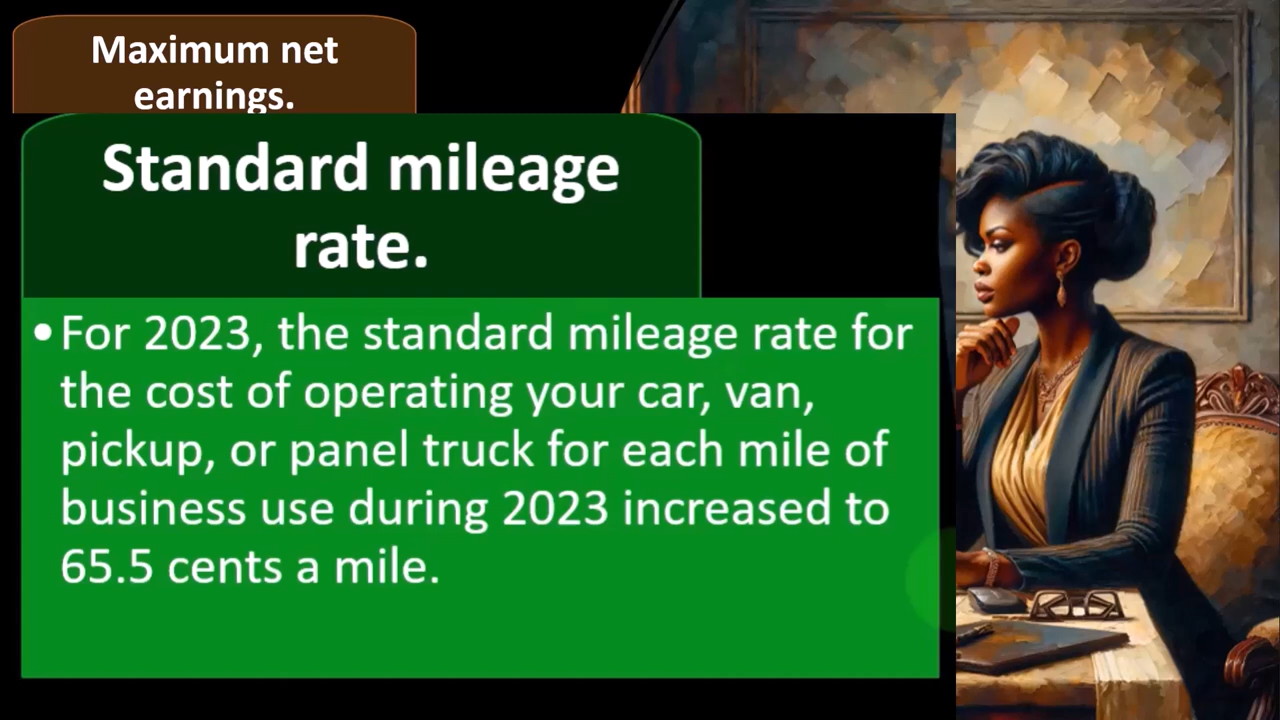 Maximum net
earnings.
Standard mileage
rate.
•For 2023, the standard mileage rate for
the cost of operating your car, van,
pickup, or panel truck for each mile of
business use during 2023 increased to
65.5 cents a mile.